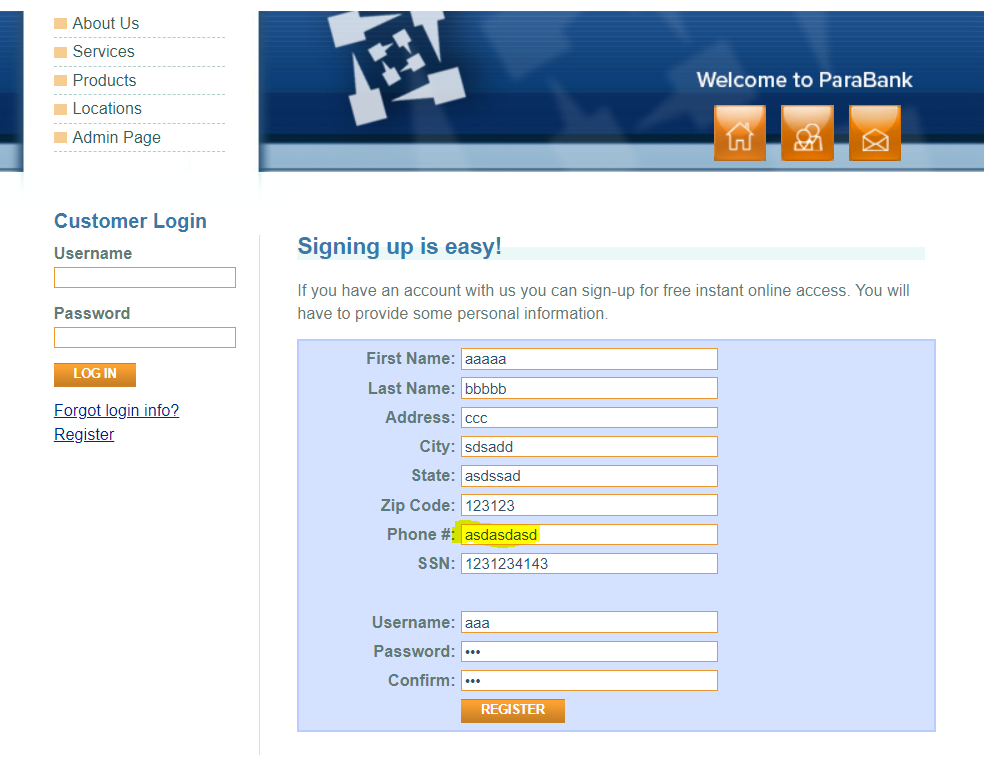 About Us
Services
Products
Locations
Admin Page
Welcome to ParaBank
Customer Login
Username
Password
LOG IN
Forgot login info?
Register
Signing up is easy!
If you have an account with us you can sign-up for free instant online access. You will
have to provide some personal information.
First Name: aaaaa
Last Name: bbbbb
Address: ccc
City: sdsadd
State: asdssad
Zip Code: 123123
Phone #: asdasdasd
SSN: 1231234143
Username: aaa
Password: •••
Confirm: •••
REGISTER